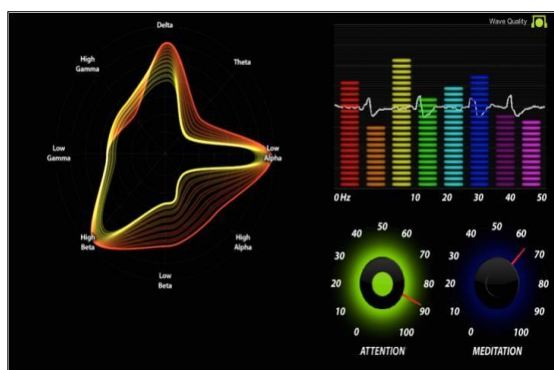 Delta
Theta
Low
Alpha
High
Alpha
Low
Beta
High
Beta
Low
Gamma
High
Gamma
Wave Quality
0 Hz 10 20 30 40 50
0 10 20 30 40 50 60 70 80 90 100
ATTENTION
0 10 20 30 40 50 60 70 80 90 100
MEDITATION